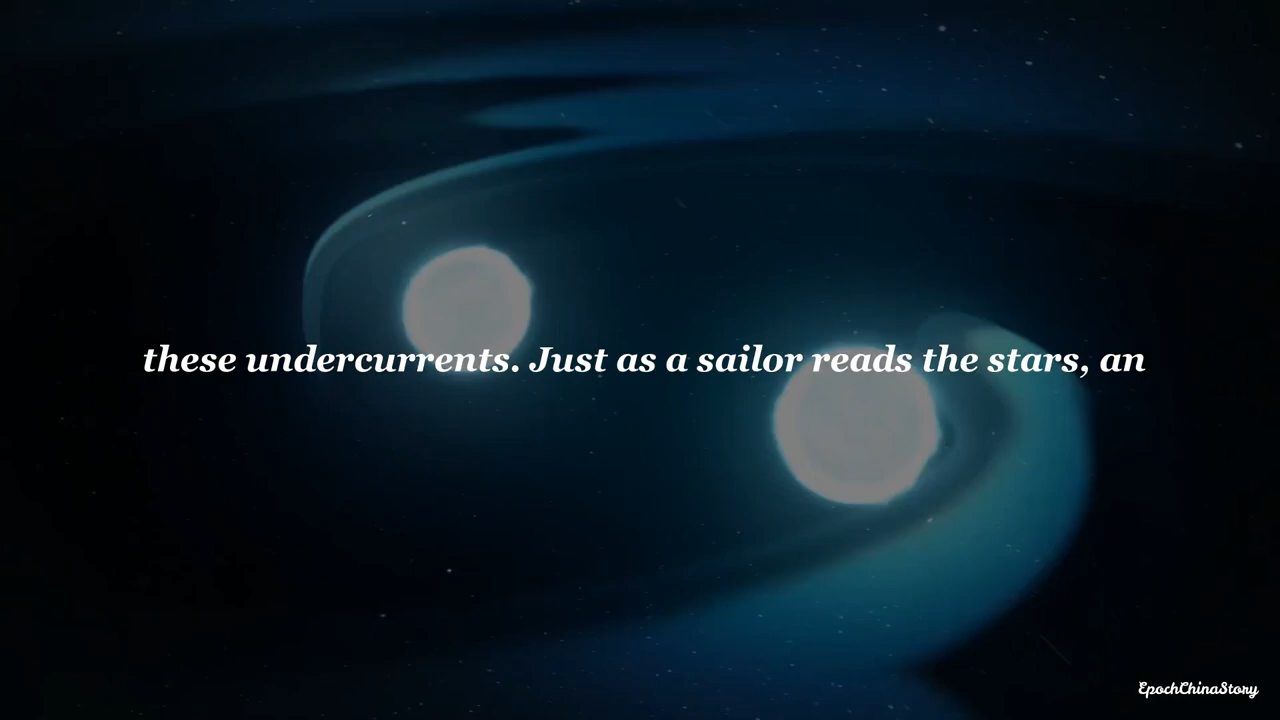 these undercurrents. Just as a sailor reads the stars, an
EpochChinaStory